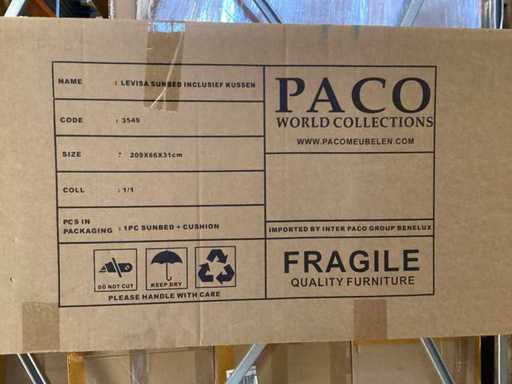 NAME : LEVISA SUNBED INCLUSIEF KUSSEN
CODE : 3549
SIZE : 209X66X31cm
COLL : 1/1
PCS IN
PACKAGING : 1PC SUNBED + CUSHION
DO NOT CUT KEEP DRY
PLEASE HANDLE WITH CARE
PACO
WORLD COLLECTIONS
WWW.PACOMEUBELEN.COM
IMPORTED BY INTER PACO GROUP BENELUX
FRAGILE
QUALITY FURNITURE